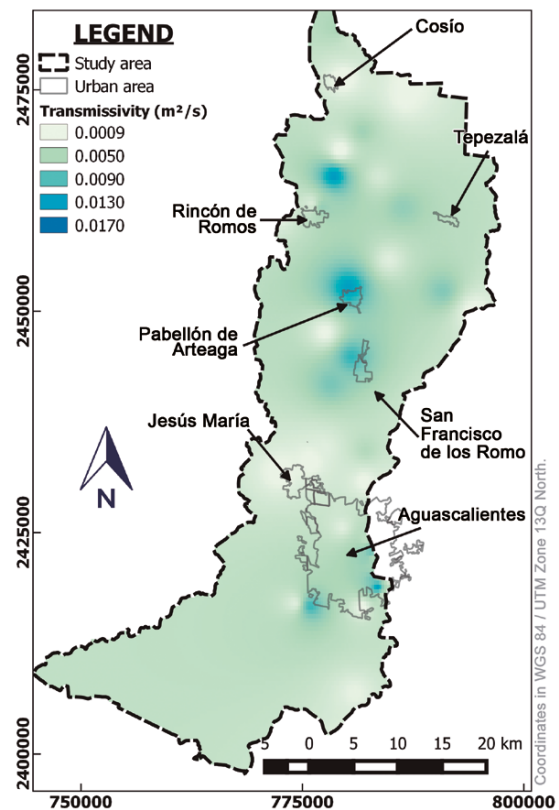 LEGEND
Study area
Urban area
Transmissivity (m²/s)
0.0009
0.0050
0.0090
0.0130
0.0170
Cosío
Tepezalá
Rincón de
Romos
Pabellón de
Arteaga
San
Francisco
de los Romo
Jesús María
Aguascalientes
N
5 0 5 10 15 20 km
2475000
2450000
2425000
2400000
750000 775000 800000
Coordinates in WGS 84 / UTM Zone 13Q North.